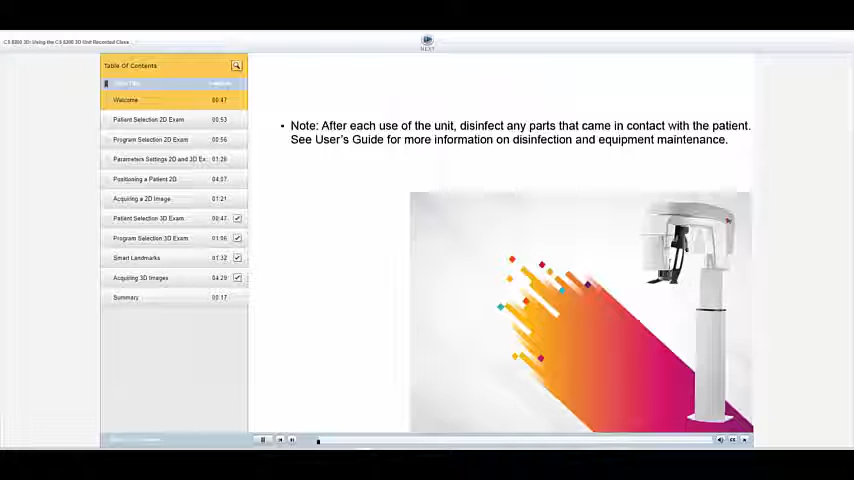 CS 8200 3D: Using the CS 8200 3D Unit Recorded Class
NEXT
Table Of Contents
Welcome 00:47
Patient Selection 2D Exam 00:53
Program Selection 2D Exam 00:56
Parameters Settings 2D and 3D Ex.. 01:28
Positioning a Patient 2D 04:07
Acquiring a 2D Image 01:21
Patient Selection 3D Exam 00:47
Program Selection 3D Exam 01:06
Smart Landmarks 01:32
Acquiring 3D Images 04:29
Summary 00:17
• Note: After each use of the unit, disinfect any parts that came in contact with the patient.
See User's Guide for more information on disinfection and equipment maintenance.